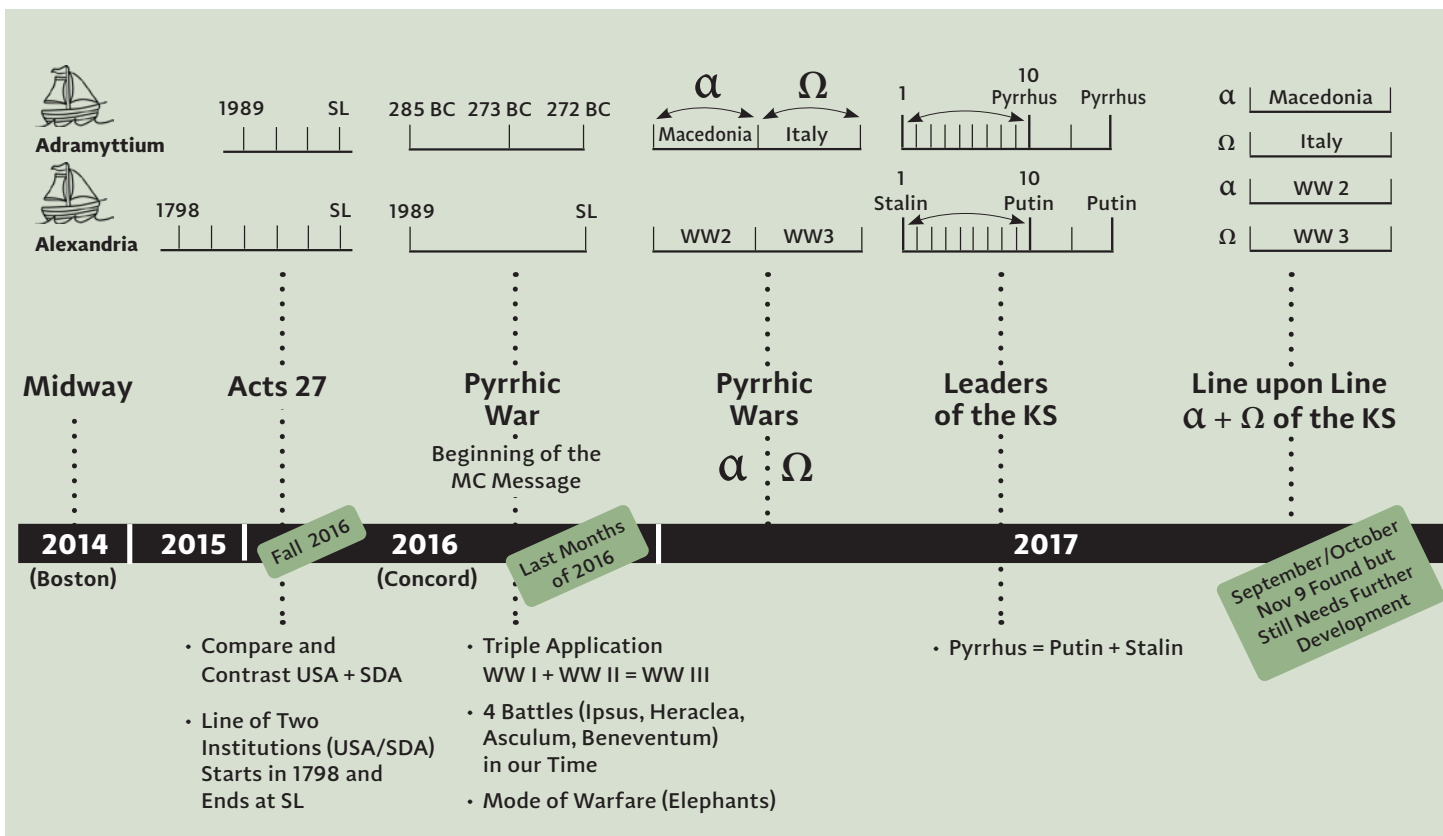 Adramyttium
1989 SL
285 BC 273 BC 272 BC
α Ω
Macedonia Italy
1 10
Pyrrhus Pyrrhus
α Macedonia
Ω Italy
α WW 2
Ω WW 3
Alexandria
1798 SL
1989 SL
WW2 WW3
1 10
Stalin Putin Putin
Midway
Acts 27
Pyrrhic
War
Beginning of the
MC Message
Pyrrhic
Wars
α Ω
Leaders
of the KS
Line upon Line
α + Ω of the KS
2014 2015 2016 2017
(Boston)
(Concord)
Fall 2016
Last Months
of 2016
September/October
Nov 9 Found but
Still Needs Further
Development
• Compare and
Contrast USA + SDA
• Line of Two
Institutions (USA/SDA)
Starts in 1798 and
Ends at SL
• Triple Application
WW I + WW II = WW III
• 4 Battles (Ipsus, Heraclea,
Asculum, Beneventum)
in our Time
• Mode of Warfare (Elephants)
• Pyrrhus = Putin + Stalin